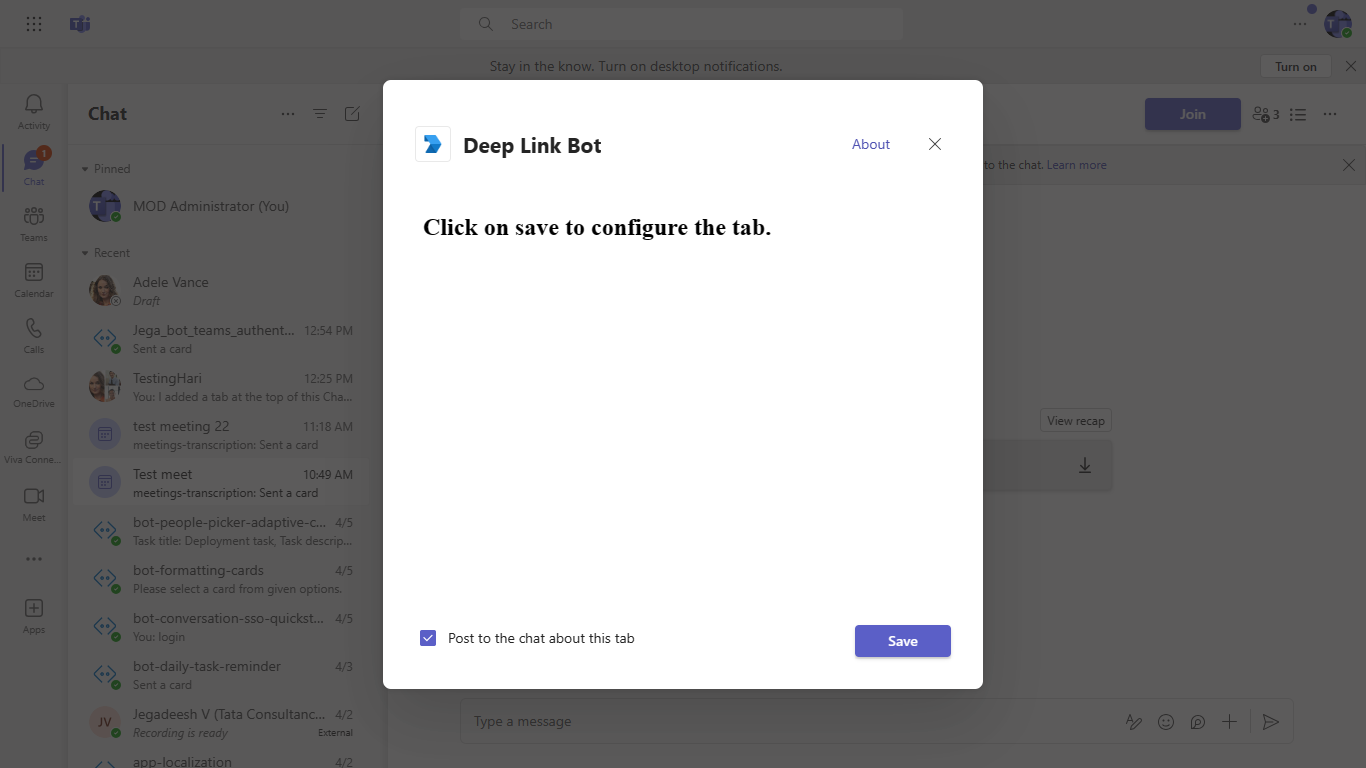 Search
Stay in the know. Turn on desktop notifications.
Turn on
Activity
Chat
1
Chat
Teams
Calendar
Calls
OneDrive
Viva Conne...
Meet
Apps
Pinned
MOD Administrator (You)
Recent
Adele Vance
Draft
Jega_bot_teams_authent... 12:54 PM
Sent a card
TestingHari 12:25 PM
You: I added a tab at the top of this Cha...
test meeting 22 11:18 AM
meetings-transcription: Sent a card
Test meet 10:49 AM
meetings-transcription: Sent a card
bot-people-picker-adaptive-c... 4/5
Task title: Deployment task, Task descrip...
bot-formatting-cards 4/5
Please select a card from given options.
bot-conversation-sso-quickst... 4/5
You: login
bot-daily-task-reminder 4/3
Sent a card
JV
Jegadeesh V (Tata Consultanc... 4/2
Recording is ready External
app-localization 4/2
Deep Link Bot
About
Click on save to configure the tab.
Post to the chat about this tab
Save
Join
3
to the chat. Learn more
View recap
Type a message